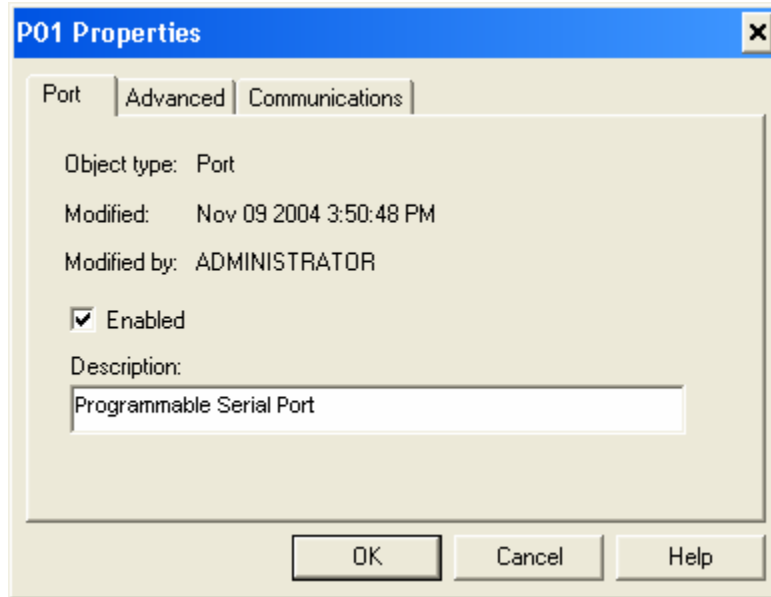 P01 Properties
Port Advanced Communications
Object type: Port
Modified: Nov 09 2004 3:50:48 PM
Modified by: ADMINISTRATOR
Enabled
Description:
Programmable Serial Port
OK Cancel Help